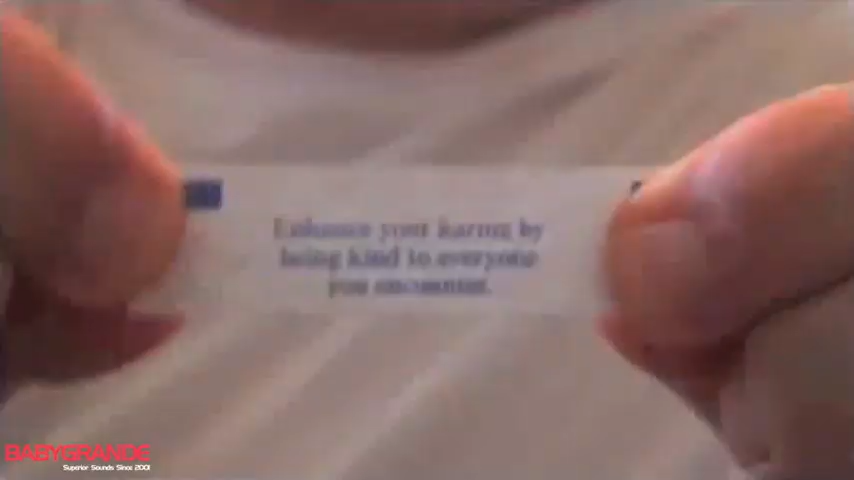 Enhance your karma by
being kind to everyone
you encounter.
BABYGRANDE
Superior Sounds Since 2001